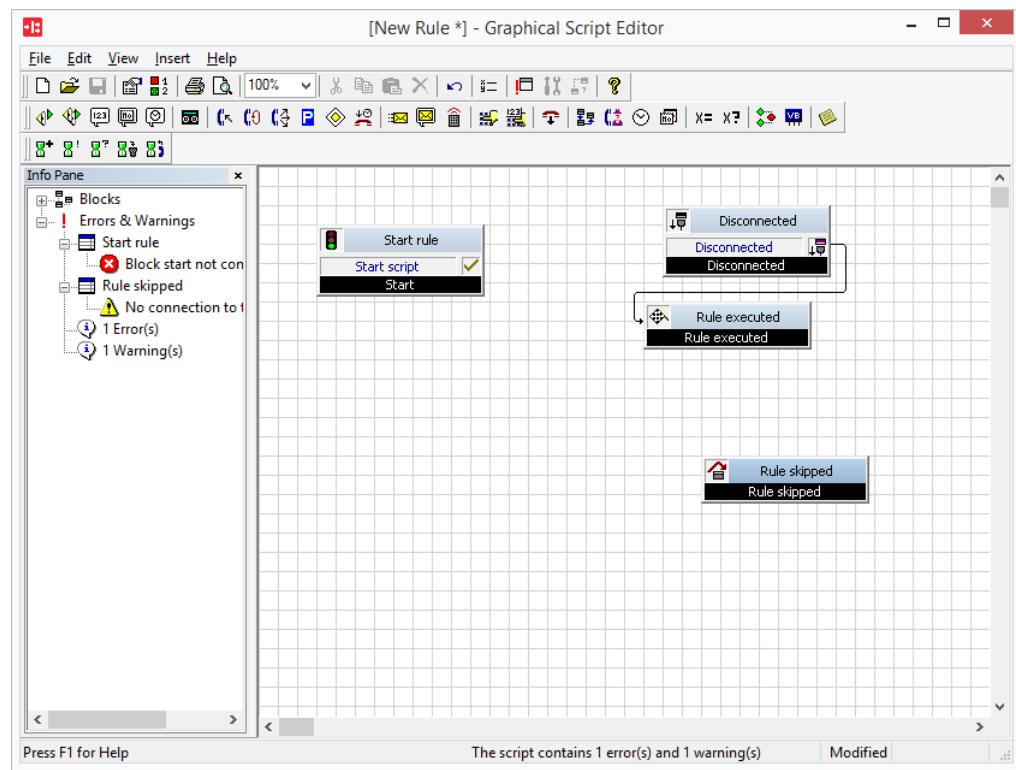 [New Rule *] - Graphical Script Editor
File Edit View Insert Help
100%
Info Pane
Blocks
Errors & Warnings
Start rule
Block start not con
Rule skipped
No connection to t
1 Error(s)
1 Warning(s)
Start rule
Start script
Start
Disconnected
Disconnected
Disconnected
Rule executed
Rule executed
Rule skipped
Rule skipped
Press F1 for Help
The script contains 1 error(s) and 1 warning(s)
Modified